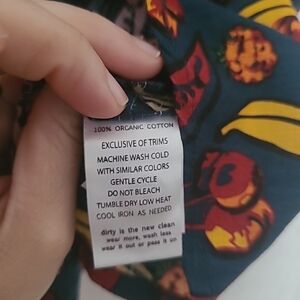 100% ORGANIC COTTON
EXCLUSIVE OF TRIMS
MACHINE WASH COLD
WITH SIMILAR COLORS
GENTLE CYCLE
DO NOT BLEACH
TUMBLE DRY LOW HEAT
COOL IRON AS NEEDED
dirty is the new clean
wear more, wash less
wear it out or pass it on